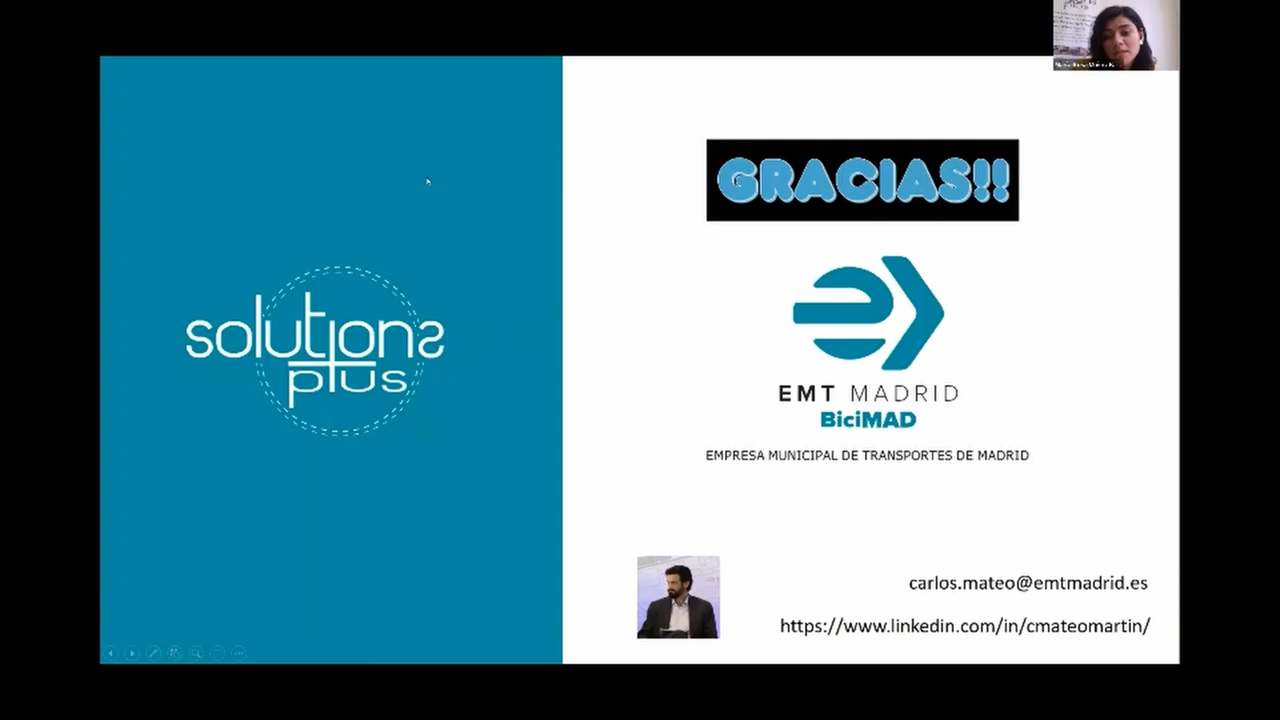 GRACIAS!!
solutions
plus
EMT MADRID
BiciMAD
EMPRESA MUNICIPAL DE TRANSPORTES DE MADRID
carlos.mateo@emtmadrid.es
https://www.linkedin.com/in/cmateomartin/